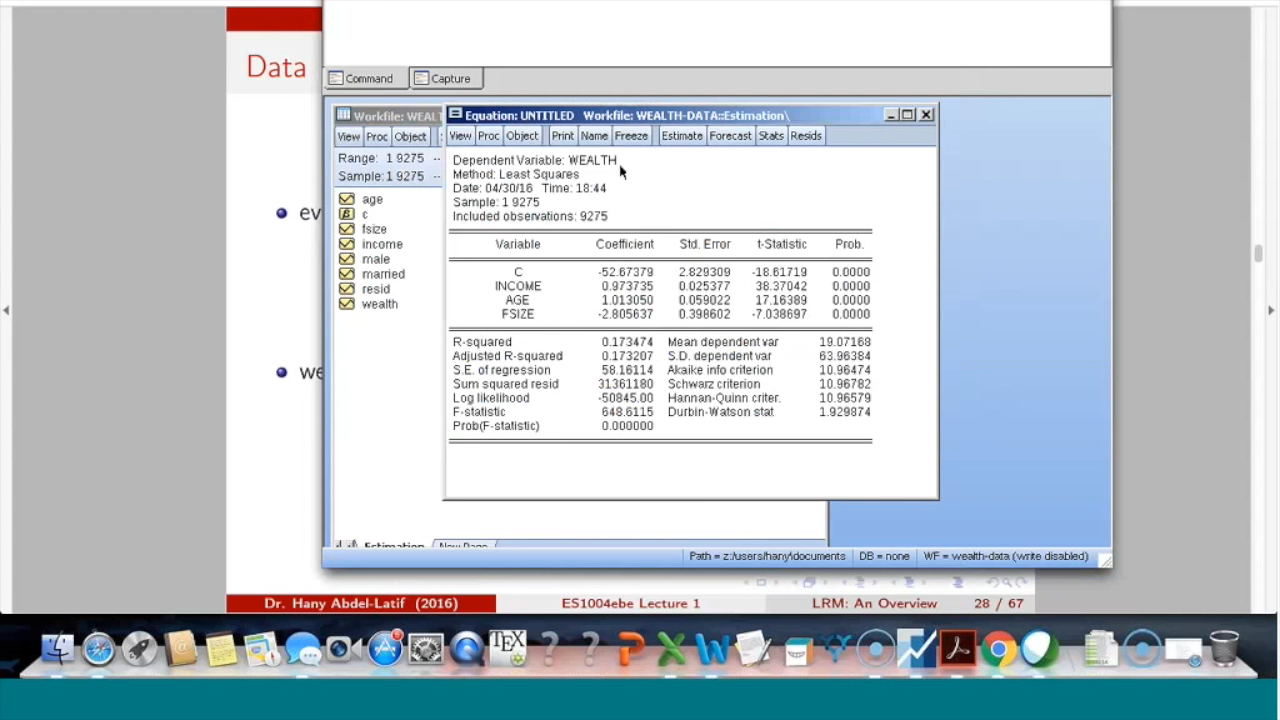 Data
ev
we
Command Capture
Workfile: WEAL
View Proc Object
Range: 1 9275 --
Sample: 1 9275 --
age
c
fsize
income
male
married
resid
wealth
Equation: UNTITLED Workfile: WEALTH-DATA::Estimation\
View Proc Object Print Name Freeze Estimate Forecast Stats Resids
Dependent Variable: WEALTH
Method: Least Squares
Date: 04/30/16 Time: 18:44
Sample: 1 9275
Included observations: 9275
Variable Coefficient Std. Error t-Statistic Prob.
C -52.67379 2.829309 -18.61719 0.0000
INCOME 0.973735 0.025377 38.37042 0.0000
AGE 1.013050 0.059022 17.16389 0.0000
FSIZE -2.805637 0.398602 -7.038697 0.0000
R-squared 0.173474 Mean dependent var 19.07168
Adjusted R-squared 0.173207 S.D. dependent var 63.96384
S.E. of regression 58.16114 Akaike info criterion 10.96474
Sum squared resid 31361180 Schwarz criterion 10.96782
Log likelihood -50845.00 Hannan-Quinn criter. 10.96579
F-statistic 648.6115 Durbin-Watson stat 1.929874
Prob(F-statistic) 0.000000
Estimation New Page
Path = z:\users\hany\documents DB = none WF = wealth-data (write disabled)
Dr. Hany Abdel-Latif (2016) ES1004ebe Lecture 1 LRM: An Overview 28 / 67
TEX